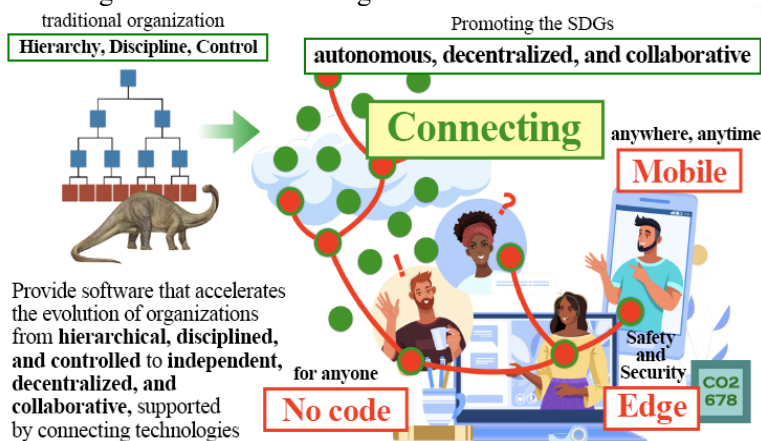 traditional organization
Hierarchy, Discipline, Control
Promoting the SDGs
autonomous, decentralized, and collaborative
Connecting
anywhere, anytime
Mobile
?
!
Provide software that accelerates
the evolution of organizations
from hierarchical, disciplined,
and controlled to independent,
decentralized, and
collaborative, supported
by connecting technologies
for anyone
No code
Safety
and
Security
Edge
CO2
678